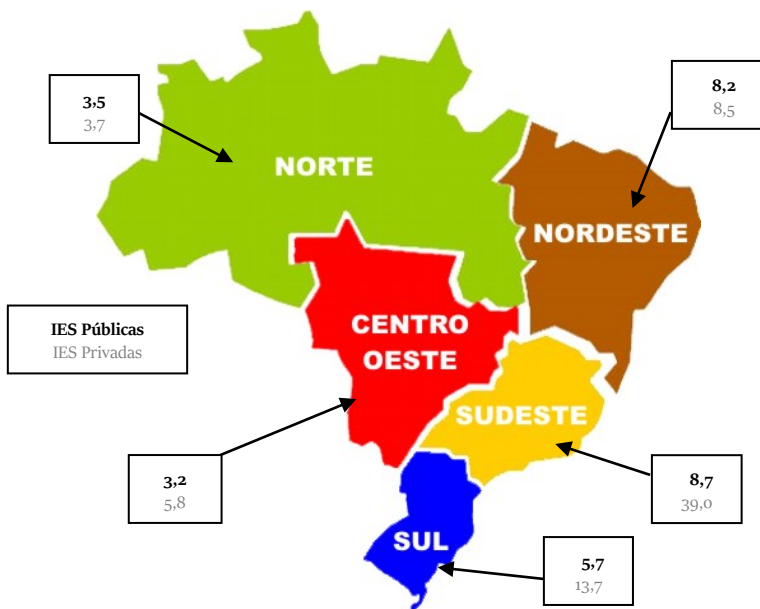 3,5
3,7
8,2
8,5
NORTE
NORDESTE
IES Públicas
IES Privadas
CENTRO
OESTE
SUDESTE
3,2
5,8
8,7
39,0
SUL
5,7
13,7